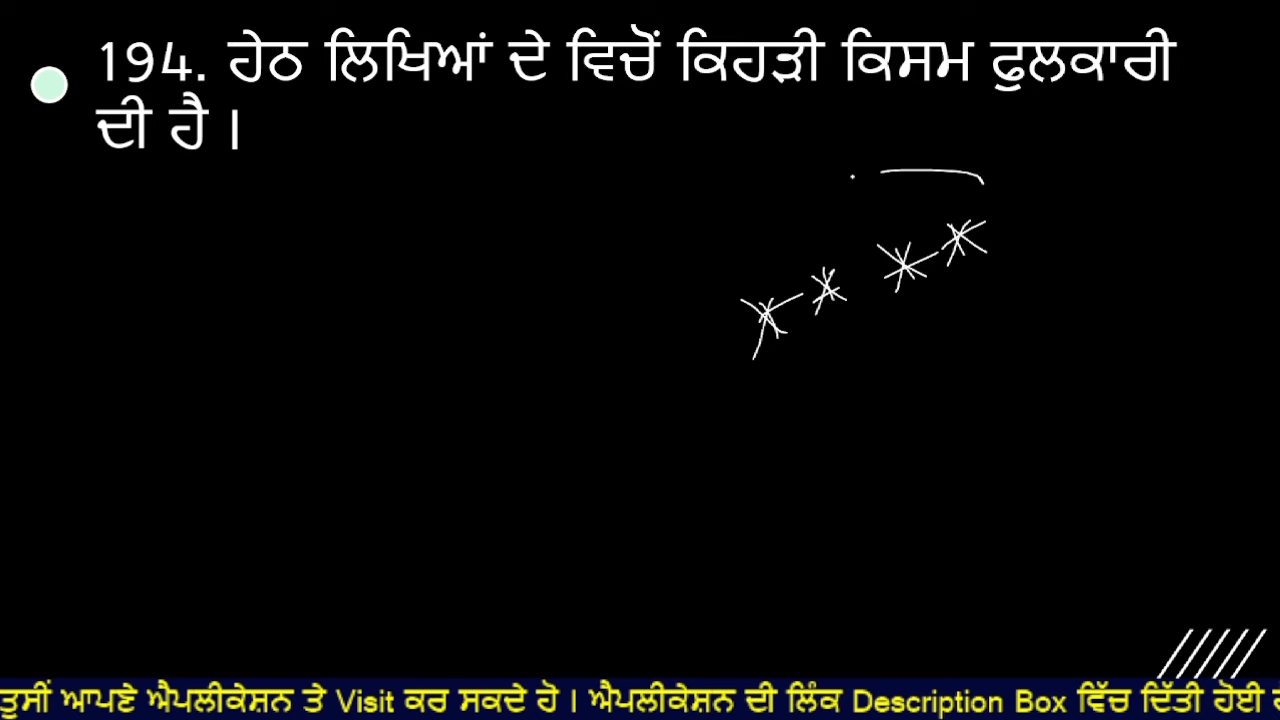 194. ਹੇਠ ਲਿਖਿਆਂ ਦੇ ਵਿਚੋਂ ਕਿਹੜੀ ਕਿਸਮ ਫੁਲਕਾਰੀ
ਦੀ ਹੈ ।
ਤੁਸੀਂ ਆਪਣੇ ਐਪਲੀਕੇਸ਼ਨ ਤੇ Visit ਕਰ ਸਕਦੇ ਹੋ । ਐਪਲੀਕੇਸ਼ਨ ਦੀ ਲਿੰਕ Description Box ਵਿੱਚ ਦਿੱਤੀ ਹੋਈ